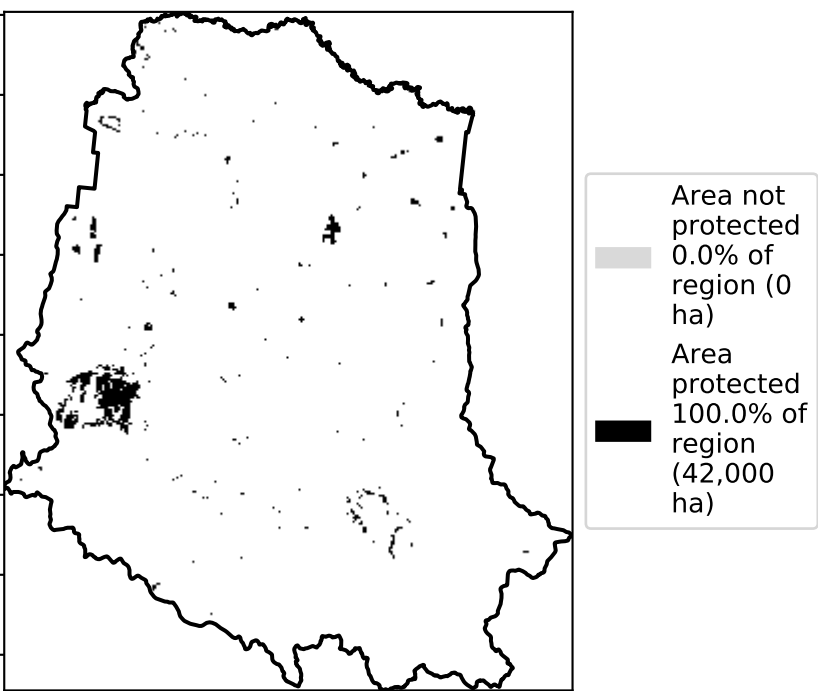 Area not
protected
0.0% of
region (0
ha)
Area
protected
100.0% of
region
(42,000
ha)